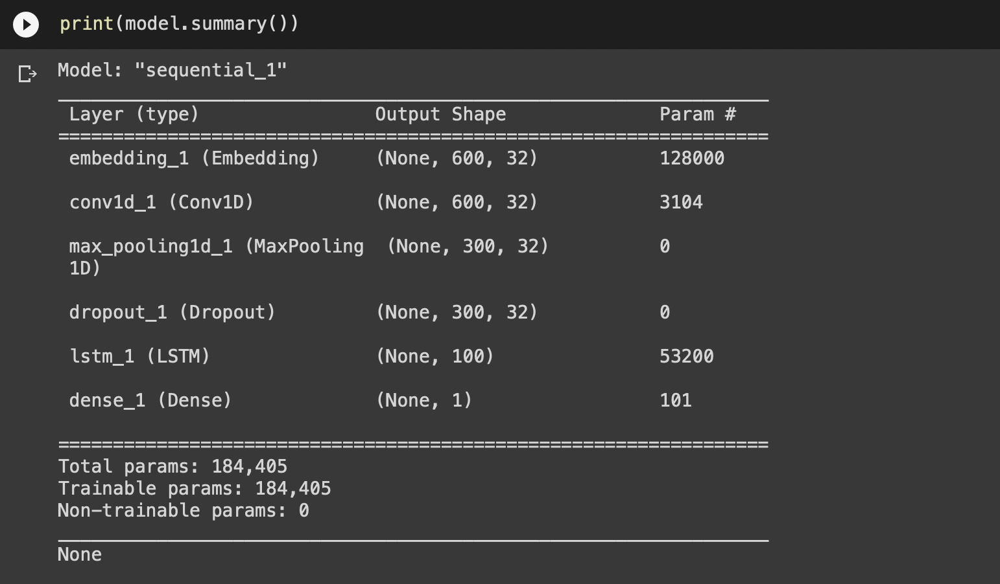 print(model.summary())
Model: "sequential_1"
_________________________________________________________________
Layer (type) Output Shape Param #
=================================================================
embedding_1 (Embedding) (None, 600, 32) 128000
conv1d_1 (Conv1D) (None, 600, 32) 3104
max_pooling1d_1 (MaxPooling (None, 300, 32) 0
1D)
dropout_1 (Dropout) (None, 300, 32) 0
lstm_1 (LSTM) (None, 100) 53200
dense_1 (Dense) (None, 1) 101
=================================================================
Total params: 184,405
Trainable params: 184,405
Non-trainable params: 0
_________________________________________________________________
None